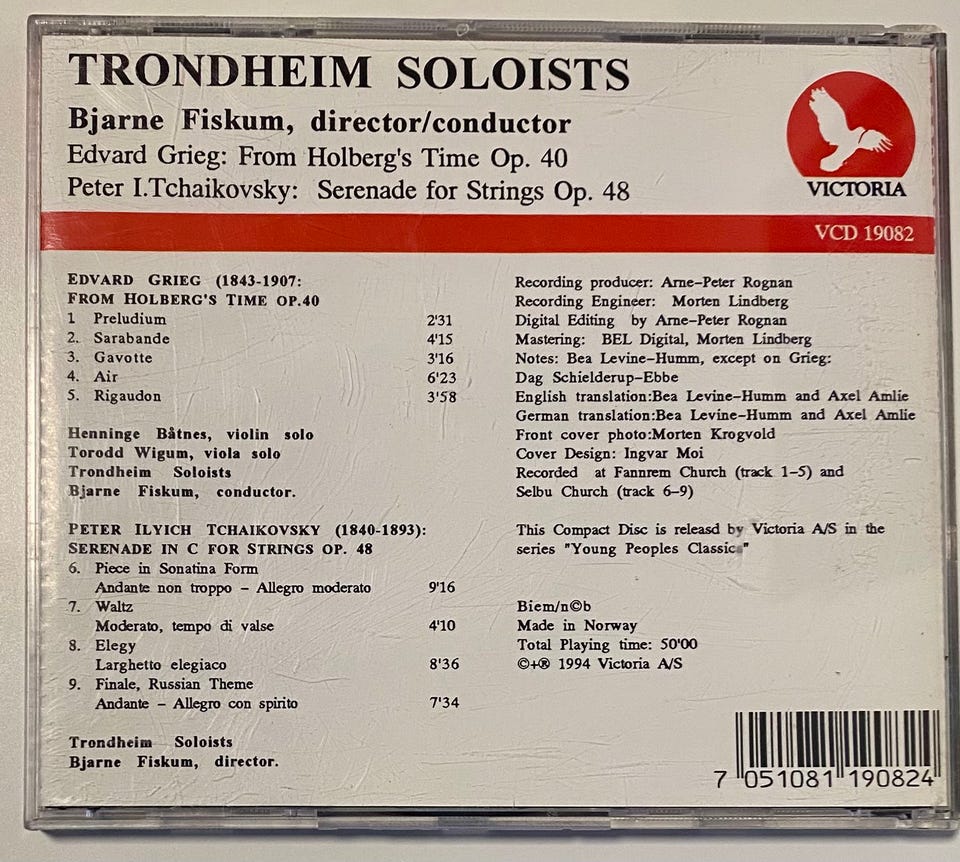 TRONDHEIM SOLOISTS
Bjarne Fiskum, director/conductor
Edvard Grieg: From Holberg's Time Op. 40
Peter I.Tchaikovsky: Serenade for Strings Op. 48
VICTORIA
VCD 19082
EDVARD GRIEG (1843-1907:
FROM HOLBERG'S TIME OP.40
1 Preludium 2'31
2. Sarabande 4'15
3. Gavotte 3'16
4. Air 6'23
5. Rigaudon 3'58
Henninge Båtnes, violin solo
Torodd Wigum, viola solo
Trondheim Soloists
Bjarne Fiskum, conductor.
PETER ILYICH TCHAIKOVSKY (1840-1893):
SERENADE IN C FOR STRINGS OP. 48
6. Piece in Sonatina Form
Andante non troppo - Allegro moderato 9'16
7. Waltz
Moderato, tempo di valse 4'10
8. Elegy
Larghetto elegiaco 8'36
9. Finale, Russian Theme
Andante - Allegro con spirito 7'34
Trondheim Soloists
Bjarne Fiskum, director.
Recording producer: Arne-Peter Rognan
Recording Engineer: Morten Lindberg
Digital Editing by Arne-Peter Rognan
Mastering: BEL Digital, Morten Lindberg
Notes: Bea Levine-Humm, except on Grieg:
Dag Schielderup-Ebbe
English translation:Bea Levine-Humm and Axel Amlie
German translation:Bea Levine-Humm and Axel Amlie
Front cover photo:Morten Krogvold
Cover Design: Ingvar Moi
Recorded at Fannrem Church (track 1-5) and
Selbu Church (track 6-9)
This Compact Disc is releasd by Victoria A/S in the
series "Young Peoples Classics"
Biem/n©b
Made in Norway
Total Playing time: 50'00
©+® 1994 Victoria A/S
7 051081 190824